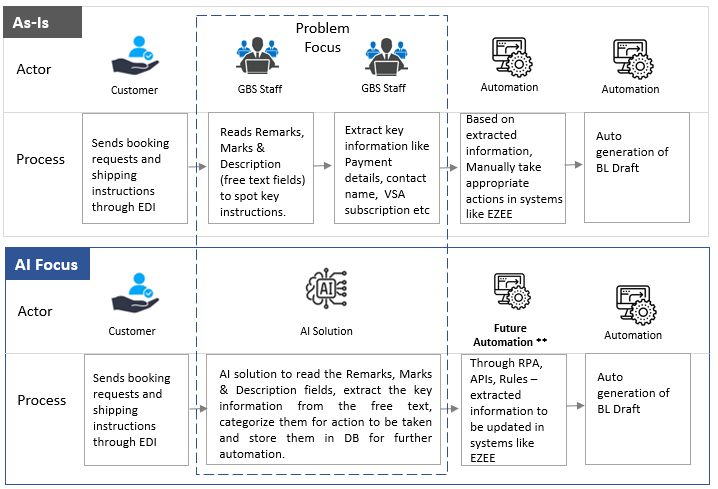 As-Is
Problem
Focus
Actor
Customer
GBS Staff
GBS Staff
Automation
Automation
Process
Sends booking
requests and
shipping
instructions
through EDI
Reads Remarks,
Marks &
Description
(free text fields)
to spot key
instructions.
Extract key
information like
Payment
details, contact
name, VSA
subscription etc
Based on
extracted
information,
Manually take
appropriate
actions in systems
like EZEE
Auto
generation of
BL Draft
AI Focus
Actor
Customer
AI
AI Solution
Future
Automation **
Automation
Process
Sends booking
requests and
shipping
instructions
through EDI
AI solution to read the Remarks, Marks
& Description fields, extract the key
information from the free text,
categorize them for action to be taken
and store them in DB for further
automation.
Through RPA,
APIs, Rules –
extracted
information to
be updated in
systems like
EZEE
Auto
generation of
BL Draft